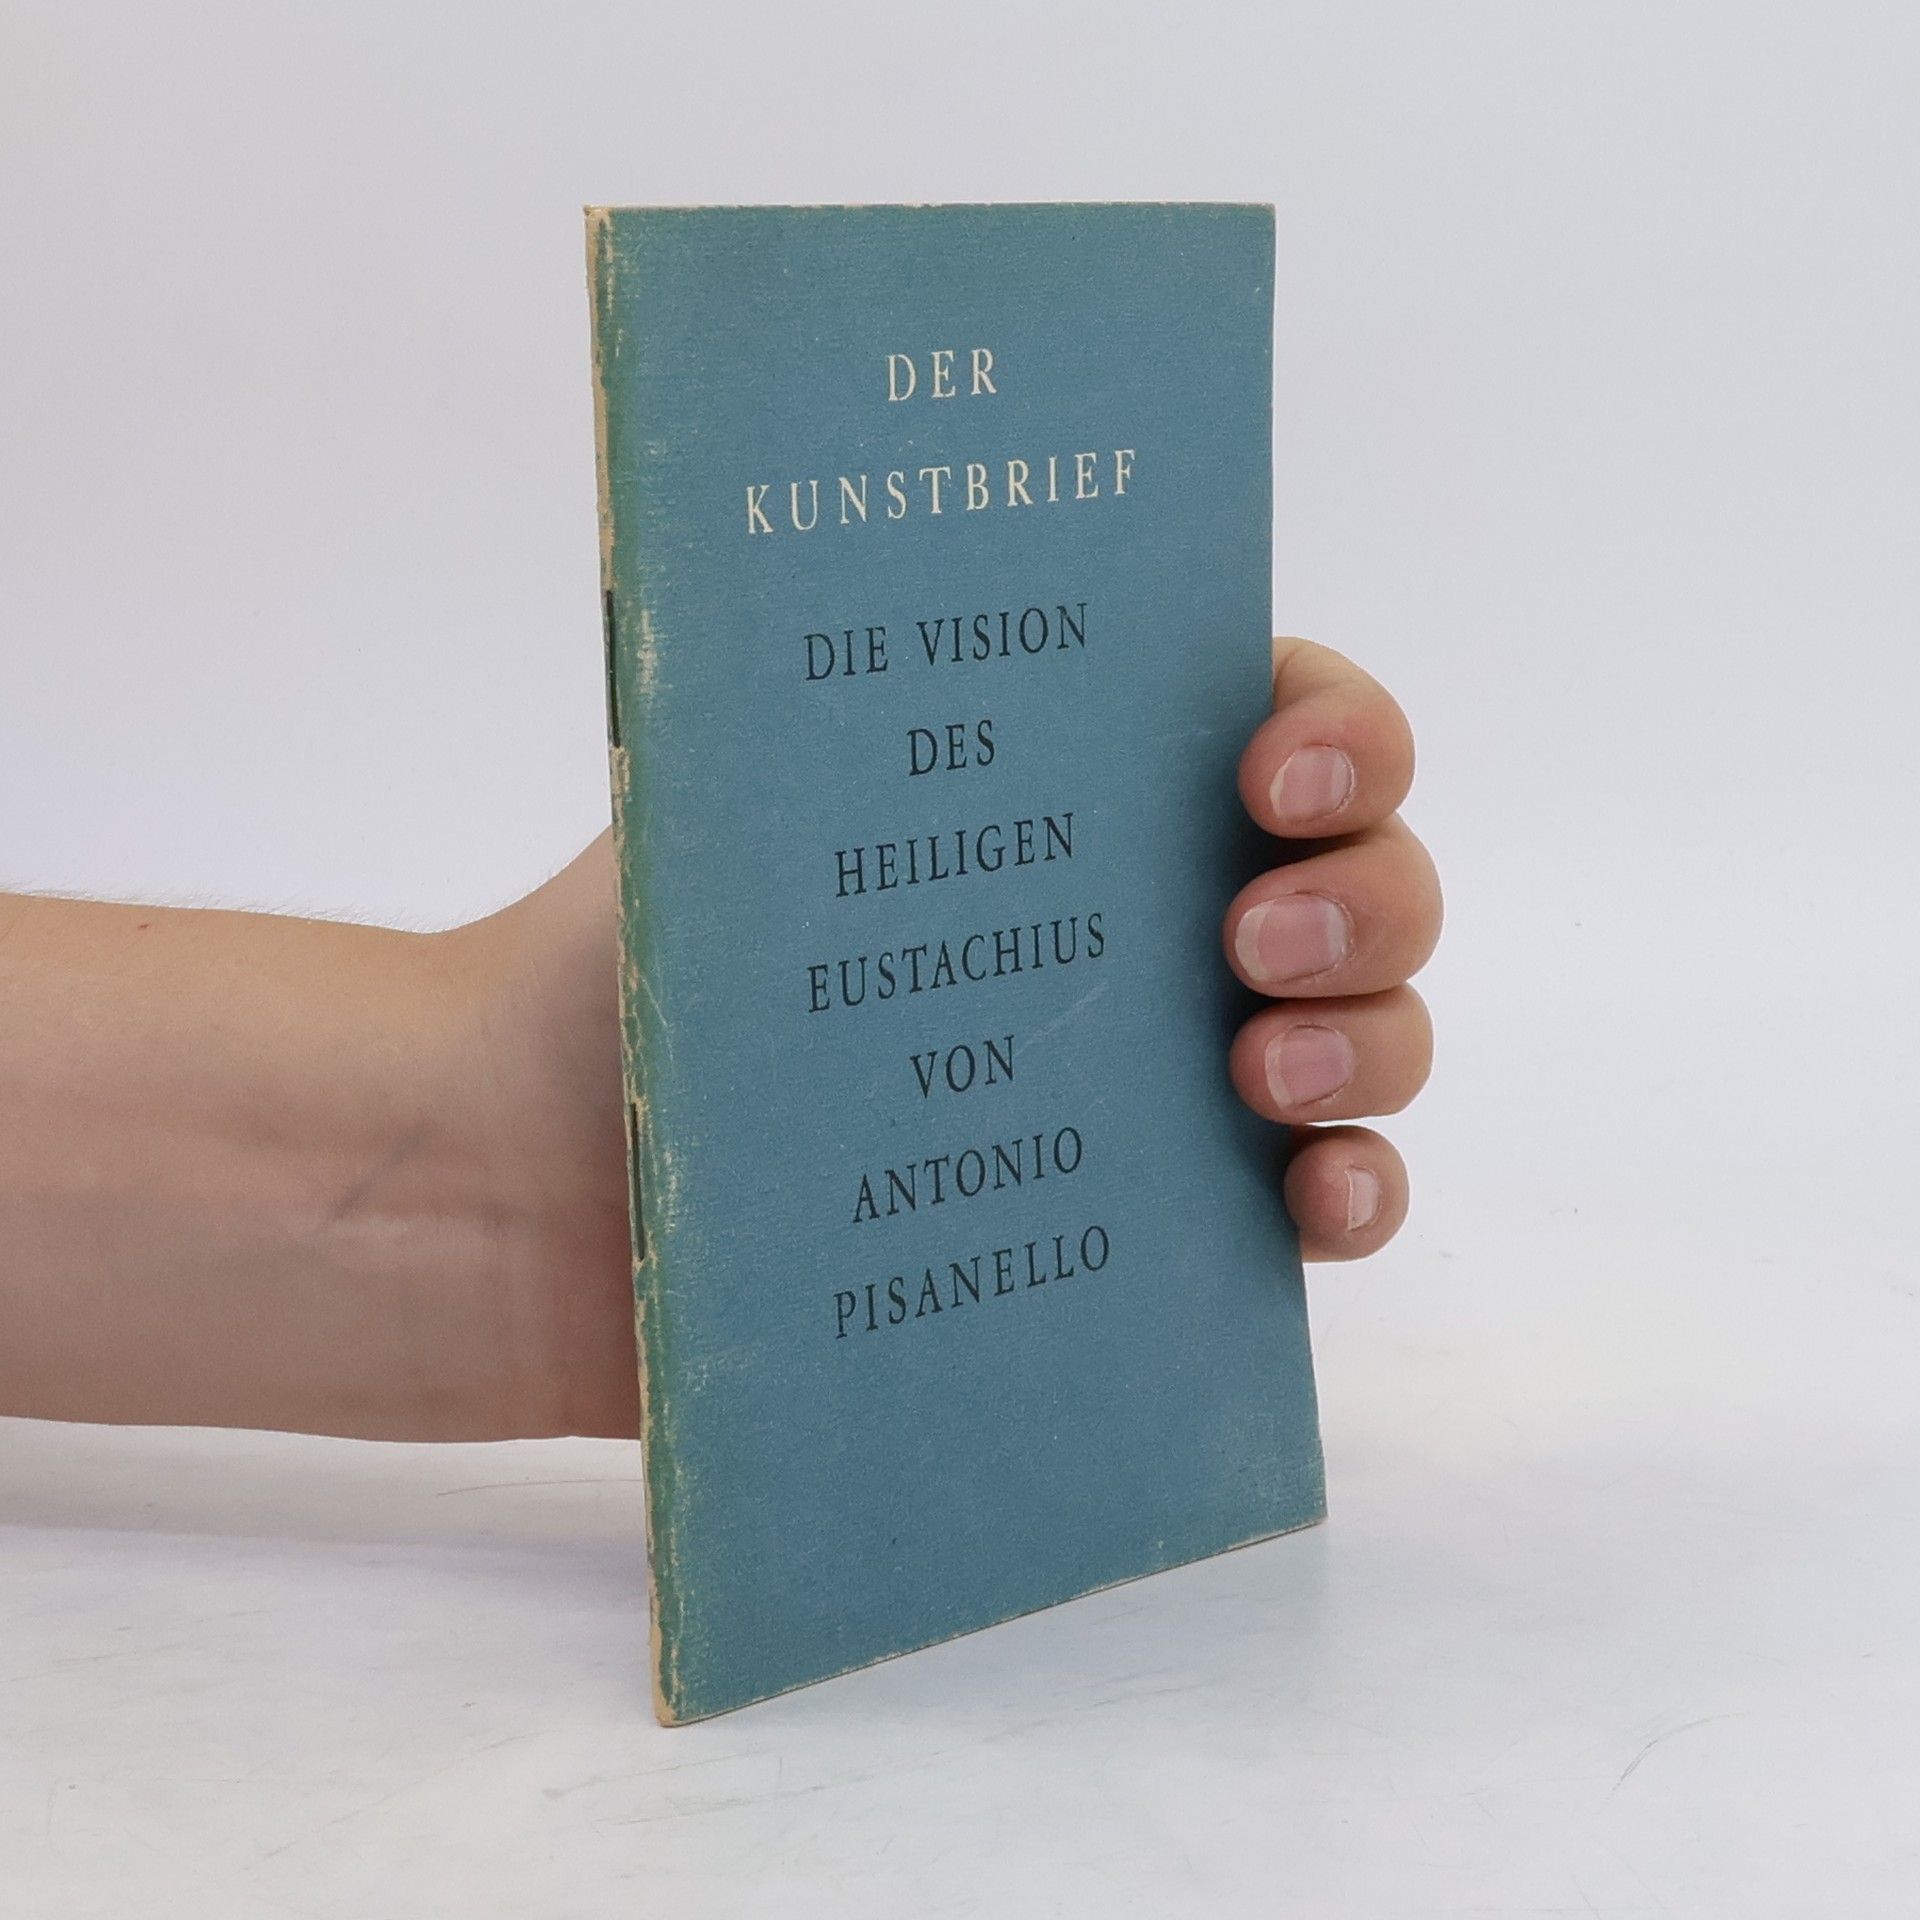 DER
KUNSTBRIEF
DIE VISION
DES
HEILIGEN
EUSTACHIUS
VON
ANTONIO
PISANELLO